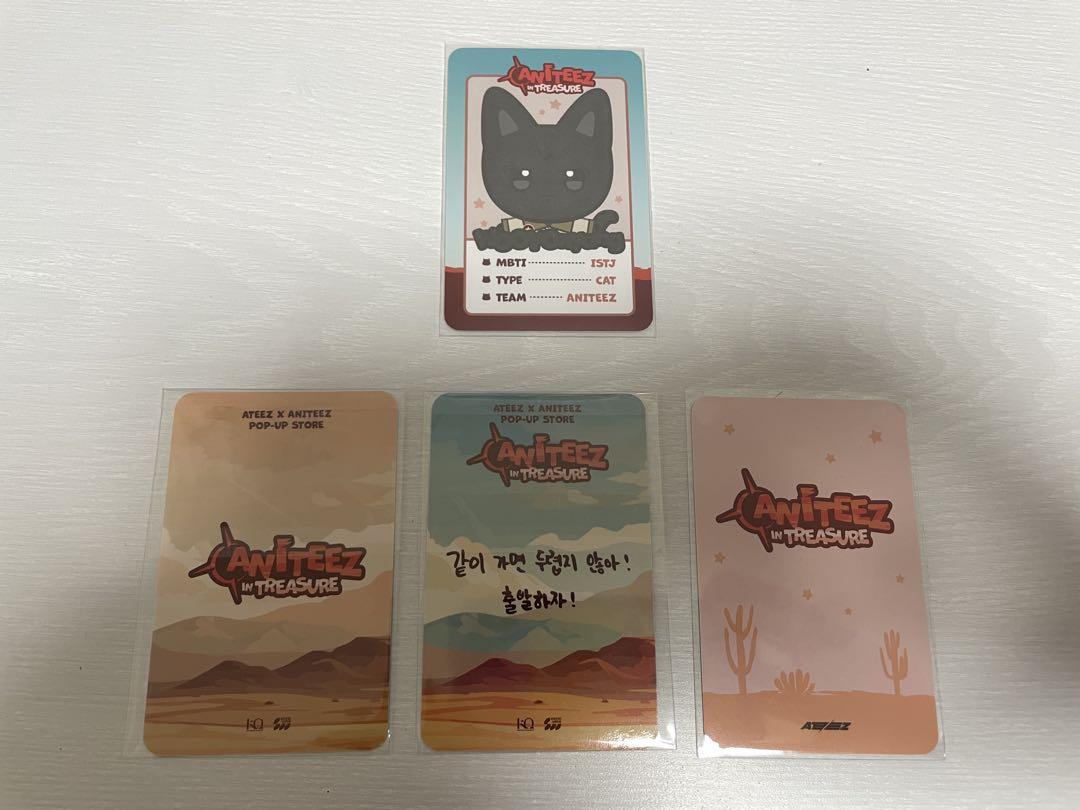 ANITEEZ
IN TREASURE
MBTI ISTJ
TYPE CAT
TEAM ANITEEZ
ATEEZ X ANITEEZ
POP-UP STORE
ANITEEZ
IN TREASURE
KQ
ATEEZ X ANITEEZ
POP-UP STORE
ANITEEZ
IN TREASURE
같이 가면 두렵지 않아!
출발하자!
KQ
ANITEEZ
IN TREASURE
ATEEZ